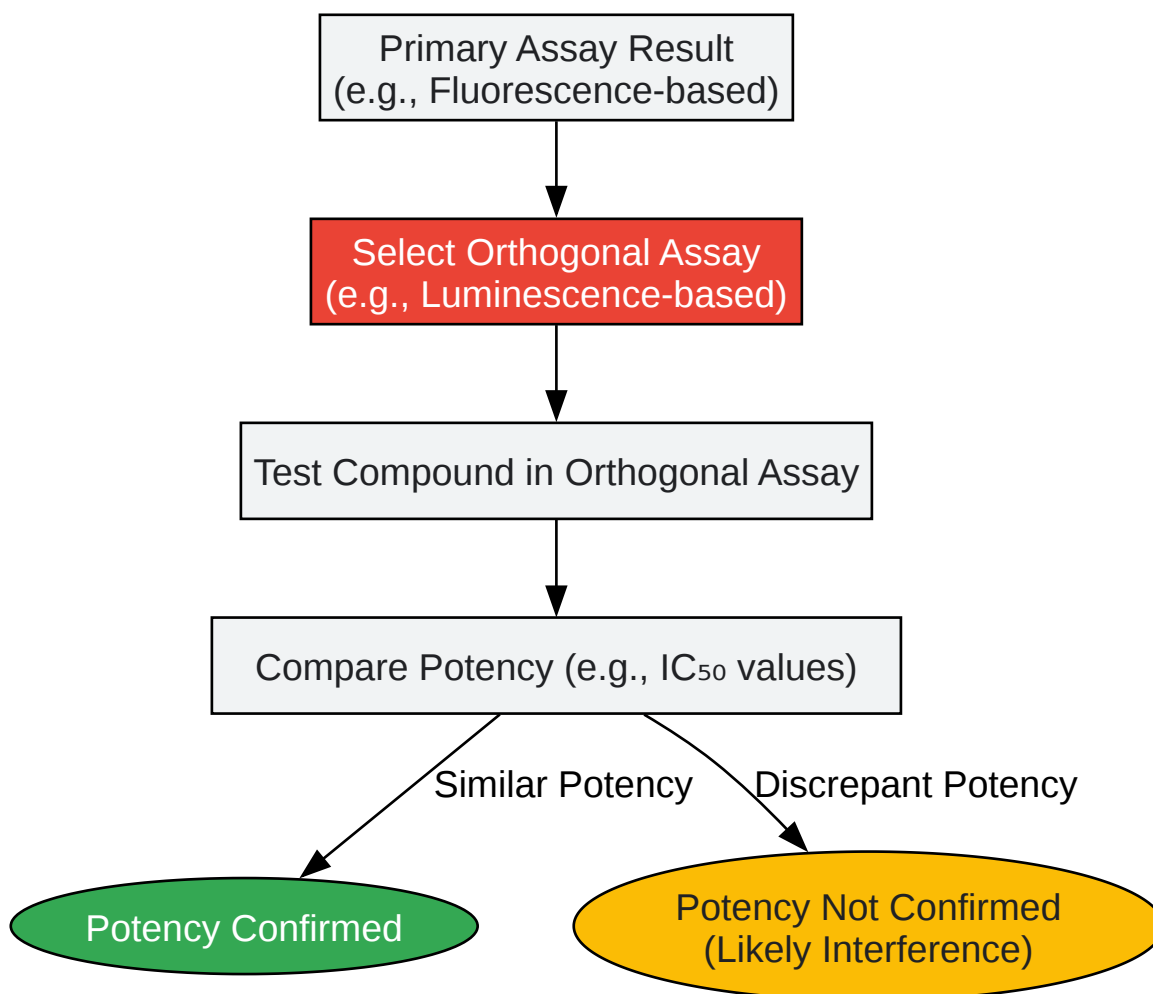 Primary Assay Result
(e.g., Fluorescence-based)
Select Orthogonal Assay
(e.g., Luminescence-based)
Test Compound in Orthogonal Assay
Compare Potency (e.g., IC₅₀ values)
Similar Potency
Discrepant Potency
Potency Confirmed
Potency Not Confirmed
(Likely Interference)